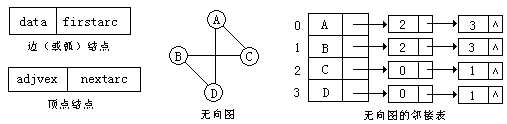 data firstarc
边（或弧）结点
adjvex nextarc
顶点结点
A
B
C
D
无向图
0 A 2 3 ∧
1 B 2 3 ∧
2 C 0 1 ∧
3 D 0 1 ∧
无向图的邻接表